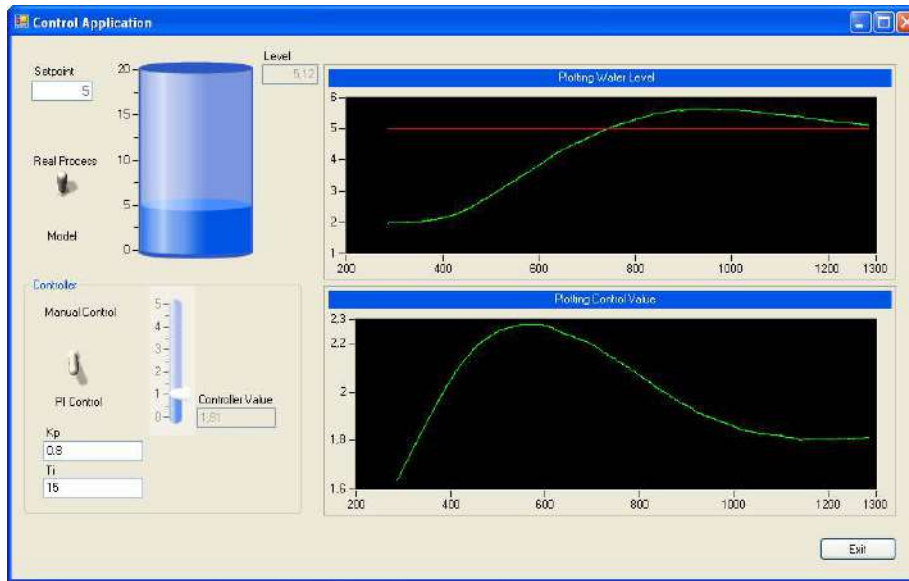 Control Application
Setpoint
5
Level
5,12
20
15
10
5
0
Real Process
Model
Plotting Water Level
6
5
4
3
2
1
200 400 600 800 1000 1200 1300
Controller
Manual Control
PI Control
5
4
3
2
1
0
Controller Value
1,81
Kp
0.8
Ti
15
Plotting Control Value
2,3
2,2
2
1,8
1,6
200 400 600 800 1000 1200 1300
Exit